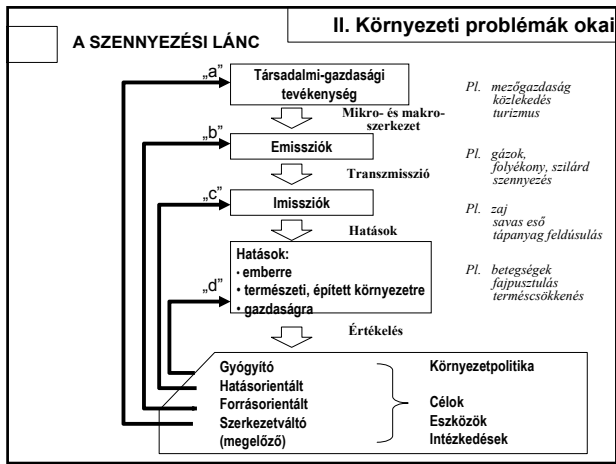 II. Környezeti problémák okai
A SZENNYEZÉSI LÁNC
„a”
Társadalmi-gazdasági
tevékenység
Pl. mezőgazdaság
közlekedés
turizmus
Mikro- és makro-
szerkezet
„b”
Emissziók
Pl. gázok,
folyékony, szilárd
szennyezés
Transzmisszió
„c”
Imissziók
Pl. zaj
savas eső
tápanyag feldúsulás
Hatások
„d”
Hatások:
• emberre
• természeti, épített környezetre
• gazdaságra
Pl. betegségek
fajpusztulás
terméscsökkenés
Értékelés
Gyógyító
Hatásorientált
Forrásorientált
Szerkezetváltó
(megelőző)
Környezetpolitika
Célok
Eszközök
Intézkedések